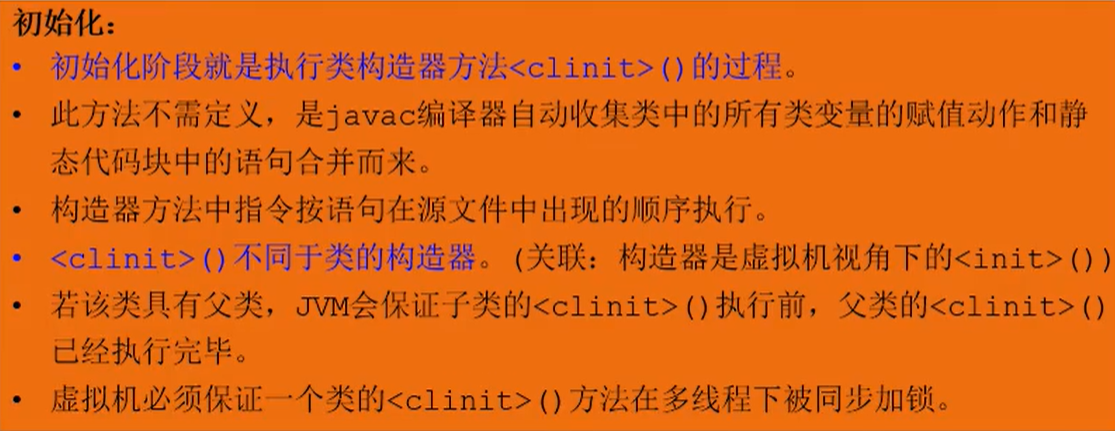 初始化：
• 初始化阶段就是执行类构造器方法<clinit>()的过程。
• 此方法不需定义，是javac编译器自动收集类中的所有类变量的赋值动作和静
态代码块中的语句合并而来。
• 构造器方法中指令按语句在源文件中出现的顺序执行。
• <clinit>()不同于类的构造器。(关联：构造器是虚拟机视角下的<init>())
• 若该类具有父类，JVM会保证子类的<clinit>()执行前，父类的<clinit>()
已经执行完毕。
• 虚拟机必须保证一个类的<clinit>()方法在多线程下被同步加锁。